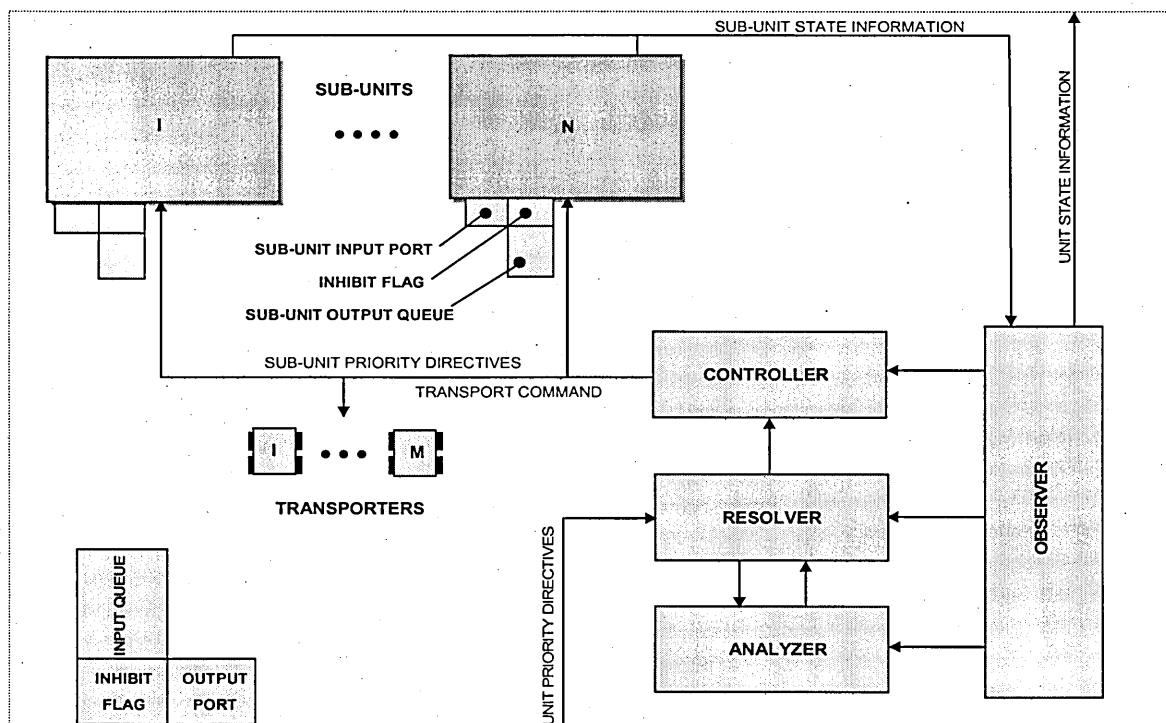 SUB-UNIT STATE INFORMATION
SUB-UNITS
I
N
UNIT STATE INFORMATION
SUB-UNIT INPUT PORT
INHIBIT FLAG
SUB-UNIT OUTPUT QUEUE
SUB-UNIT PRIORITY DIRECTIVES
TRANSPORT COMMAND
CONTROLLER
I
M
TRANSPORTERS
RESOLVER
OBSERVER
UNIT PRIORITY DIRECTIVES
ANALYZER
INPUT QUEUE
INHIBIT
FLAG
OUTPUT
PORT